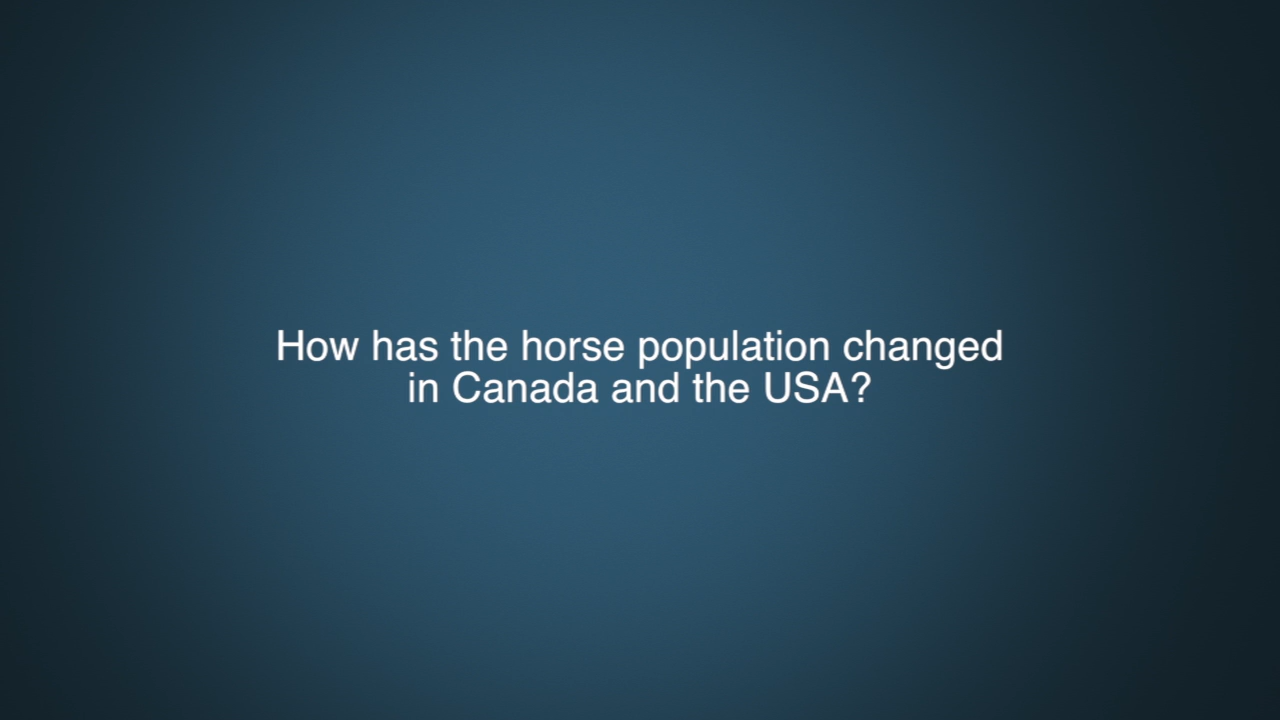 How has the horse population changed
in Canada and the USA?